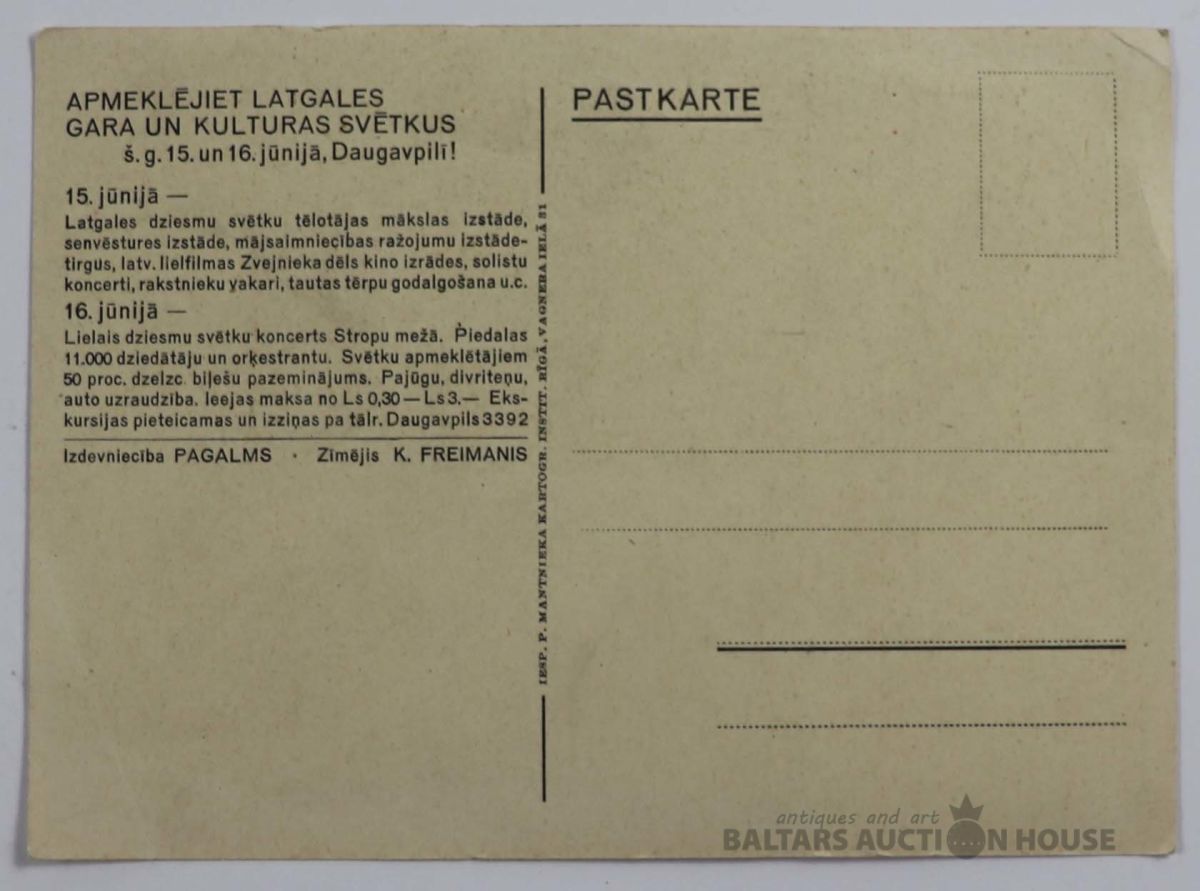 APMEKLĒJIET LATGALES
GARA UN KULTURAS SVĒTKUS
š. g. 15. un 16. jūnijā, Daugavpilī!
15. jūnijā —
Latgales dziesmu svētku tēlotājas mākslas izstāde,
senvēstures izstāde, mājsaimniecības ražojumu izstāde-
tirgus, latv. lielfilmas Zvejnieka dēls kino izrādes, solistu
koncerti, rakstnieku vakari, tautas tērpu godalgošana u.c.
16. jūnijā —
Lielais dziesmu svētku koncerts Stropu mežā. Piedalas
11.000 dziedātāju un orķestrantu. Svētku apmeklētājiem
50 proc. dzelzc. biļešu pazeminājums. Pajūgu, divriteņu,
auto uzraudzība. Ieejas maksa no Ls 0,30 — Ls 3.— Eks-
kursijas pieteicamas un izziņas pa tālr. Daugavpils 3392
Izdevniecība PAGALMS · Zīmējis K. FREIMANIS
IESP. P. MANTNIEKA KARTOGR. INSTIT. RĪGĀ, VAGNERA IELĀ 31
PASTKARTE
antiques and art
BALTARS AUCTION HOUSE